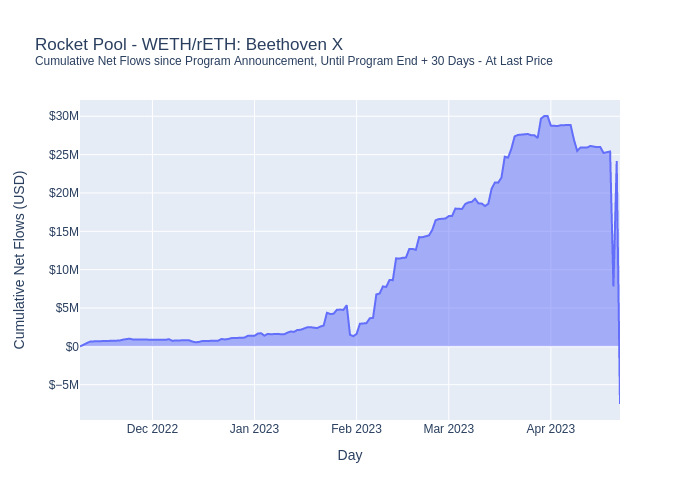 Rocket Pool - WETH/rETH: Beethoven X
Cumulative Net Flows since Program Announcement, Until Program End + 30 Days - At Last Price
$30M
$25M
$20M
$15M
$10M
$5M
$0
$−5M
Cumulative Net Flows (USD)
Dec 2022
Jan 2023
Feb 2023
Mar 2023
Apr 2023
Day